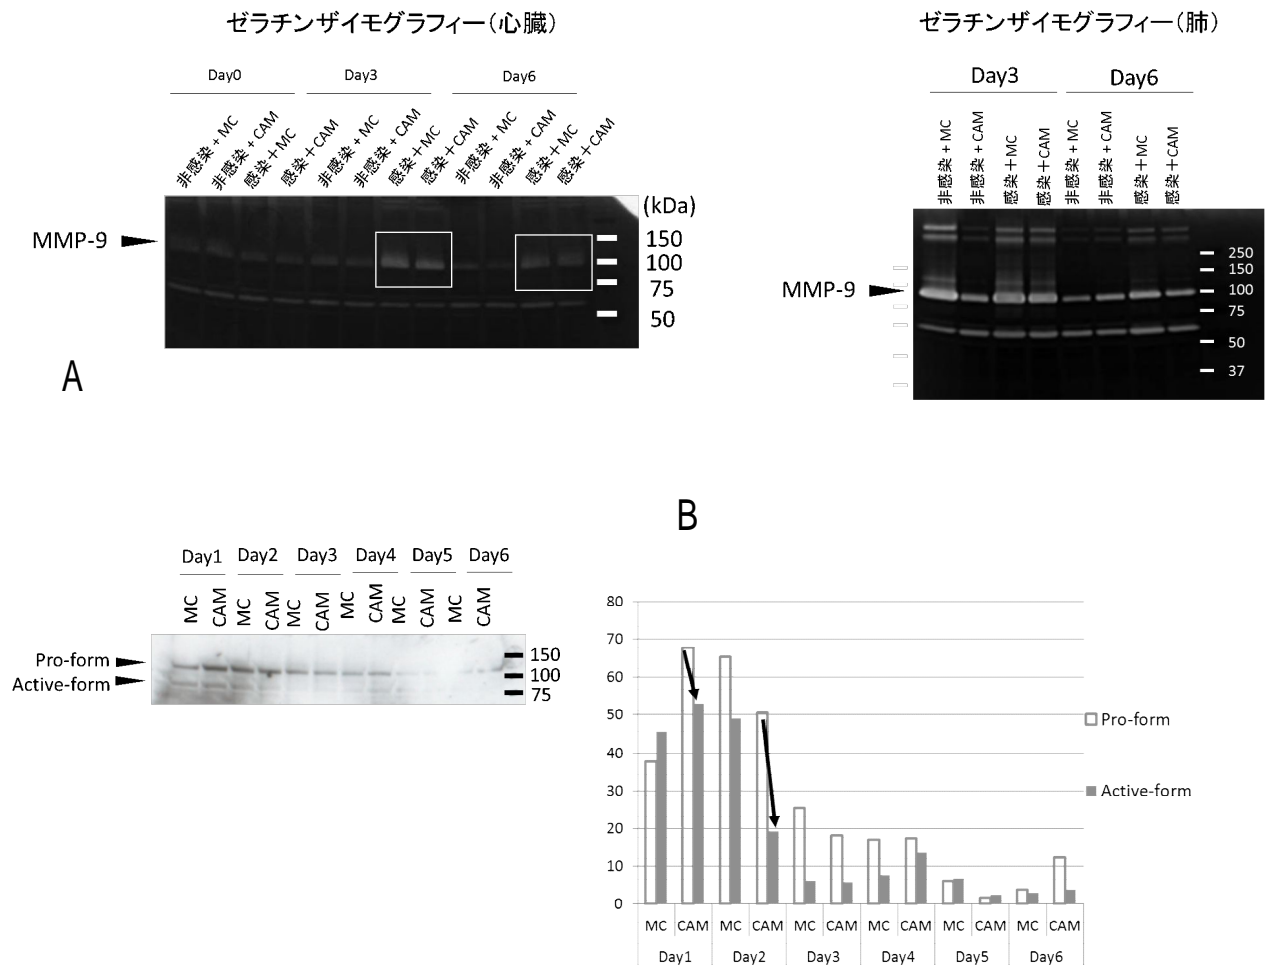 ゼラチンザイモグラフィー（心臓）
Day0 Day3 Day6
非感染＋MC 非感染＋CAM 感染＋MC 感染＋CAM 非感染＋MC 非感染＋CAM 感染＋MC 感染＋CAM 非感染＋MC 非感染＋CAM 感染＋MC 感染＋CAM
(kDa)
MMP-9
150
100
75
50
A
ゼラチンザイモグラフィー（肺）
Day3 Day6
非感染＋MC 非感染＋CAM 感染＋MC 感染＋CAM 非感染＋MC 非感染＋CAM 感染＋MC 感染＋CAM
MMP-9
250
150
100
75
50
37
B
Day1 Day2 Day3 Day4 Day5 Day6
MC CAM MC CAM MC CAM MC CAM MC CAM MC CAM
Pro-form
Active-form
150
100
75
80
70
60
50
40
30
20
10
0
Pro-form
Active-form
MC CAM MC CAM MC CAM MC CAM MC CAM MC CAM
Day1 Day2 Day3 Day4 Day5 Day6